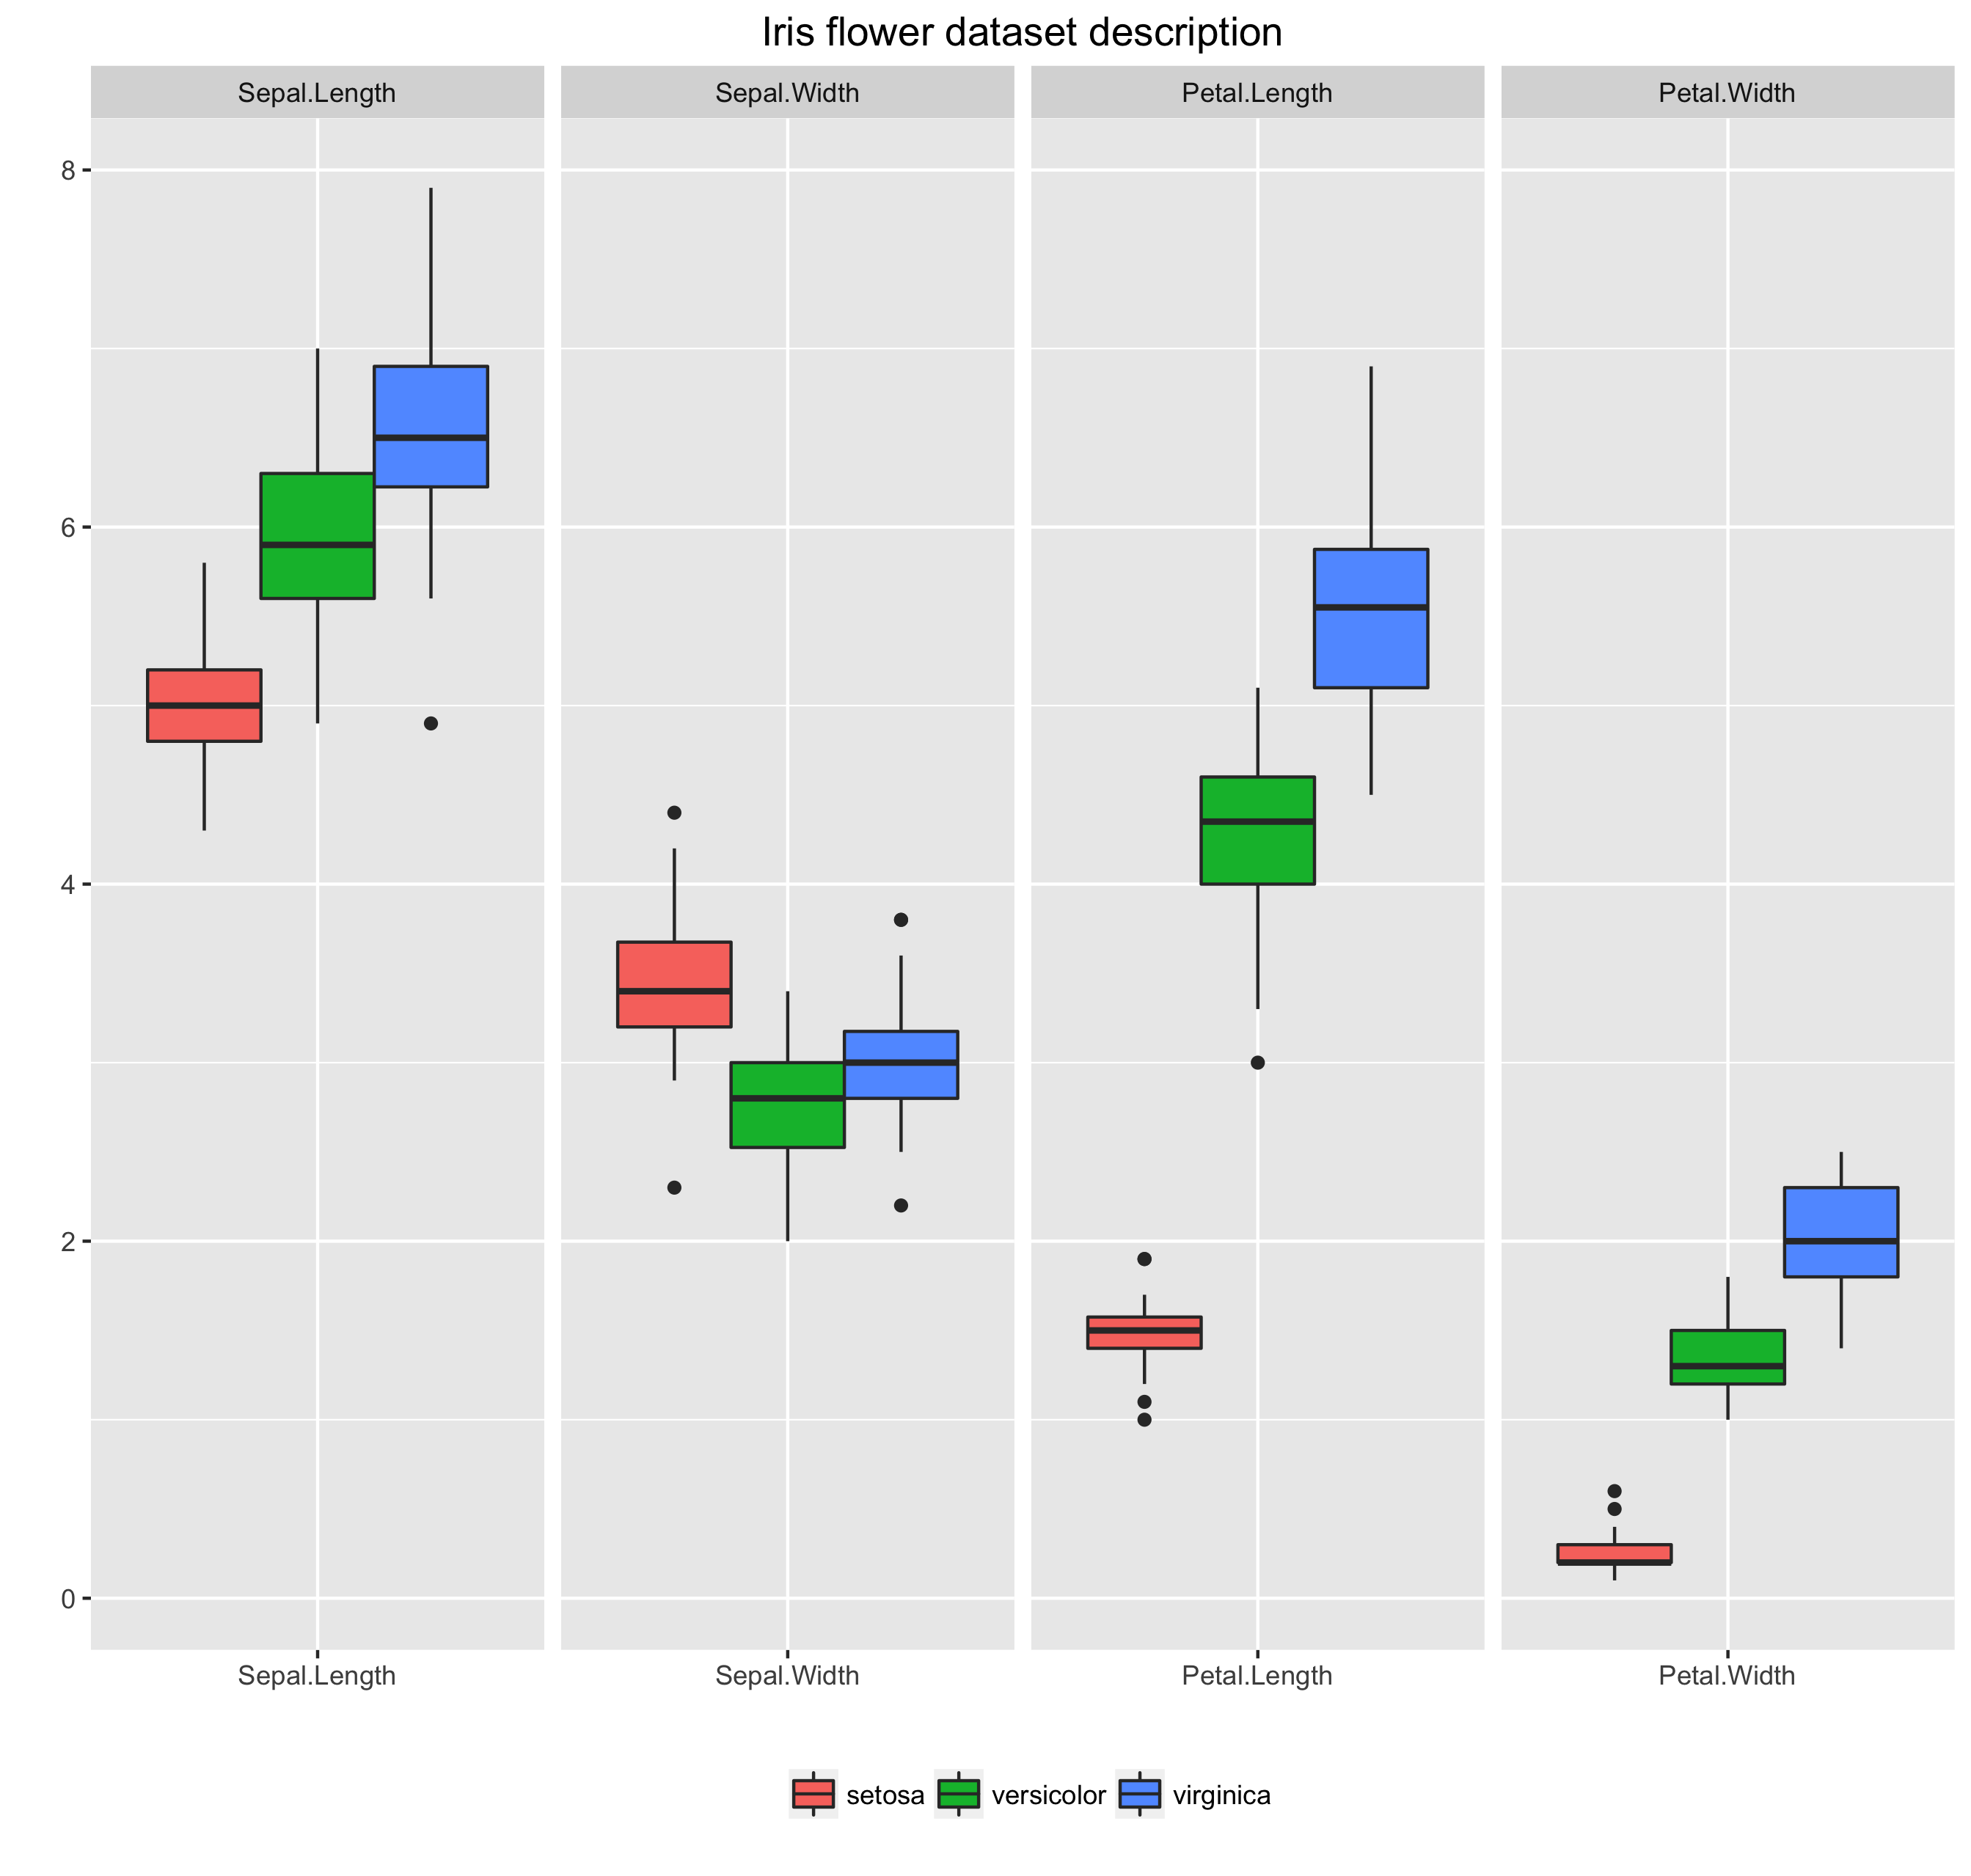 Iris flower dataset description
Sepal.Length Sepal.Width Petal.Length Petal.Width
8
6
4
2
0
Sepal.Length Sepal.Width Petal.Length Petal.Width
setosa versicolor virginica